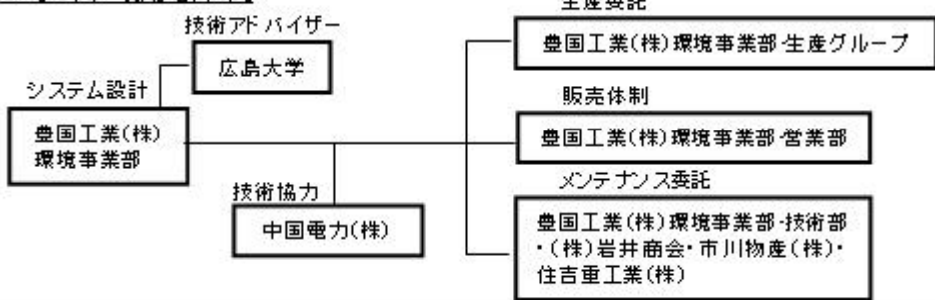 技術アドバイザー
広島大学
システム設計
豊国工業(株)
環境事業部
技術協力
中国電力(株)
生産委託
豊国工業(株)環境事業部・生産グループ
販売体制
豊国工業(株)環境事業部・営業部
メンテナンス委託
豊国工業(株)環境事業部・技術部
・(株)岩井商会・市川物産(株)・
住吉重工業(株)